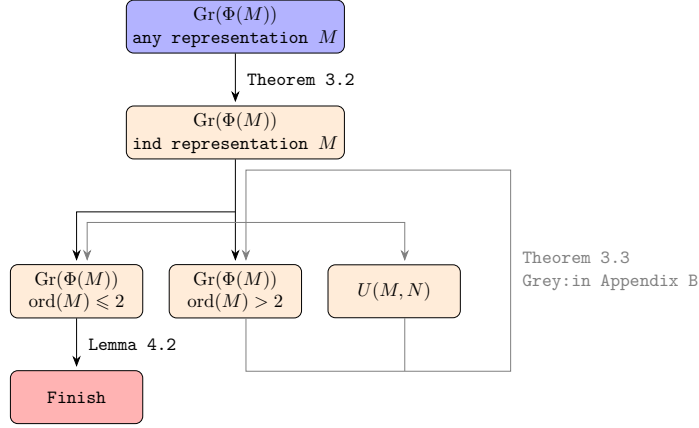 Gr(Φ(M))
any representation M
Theorem 3.2
Gr(Φ(M))
ind representation M
Theorem 3.3
Grey:in Appendix B
Gr(Φ(M))
ord(M) ⩽ 2
Gr(Φ(M))
ord(M) > 2
U(M, N)
Lemma 4.2
Finish